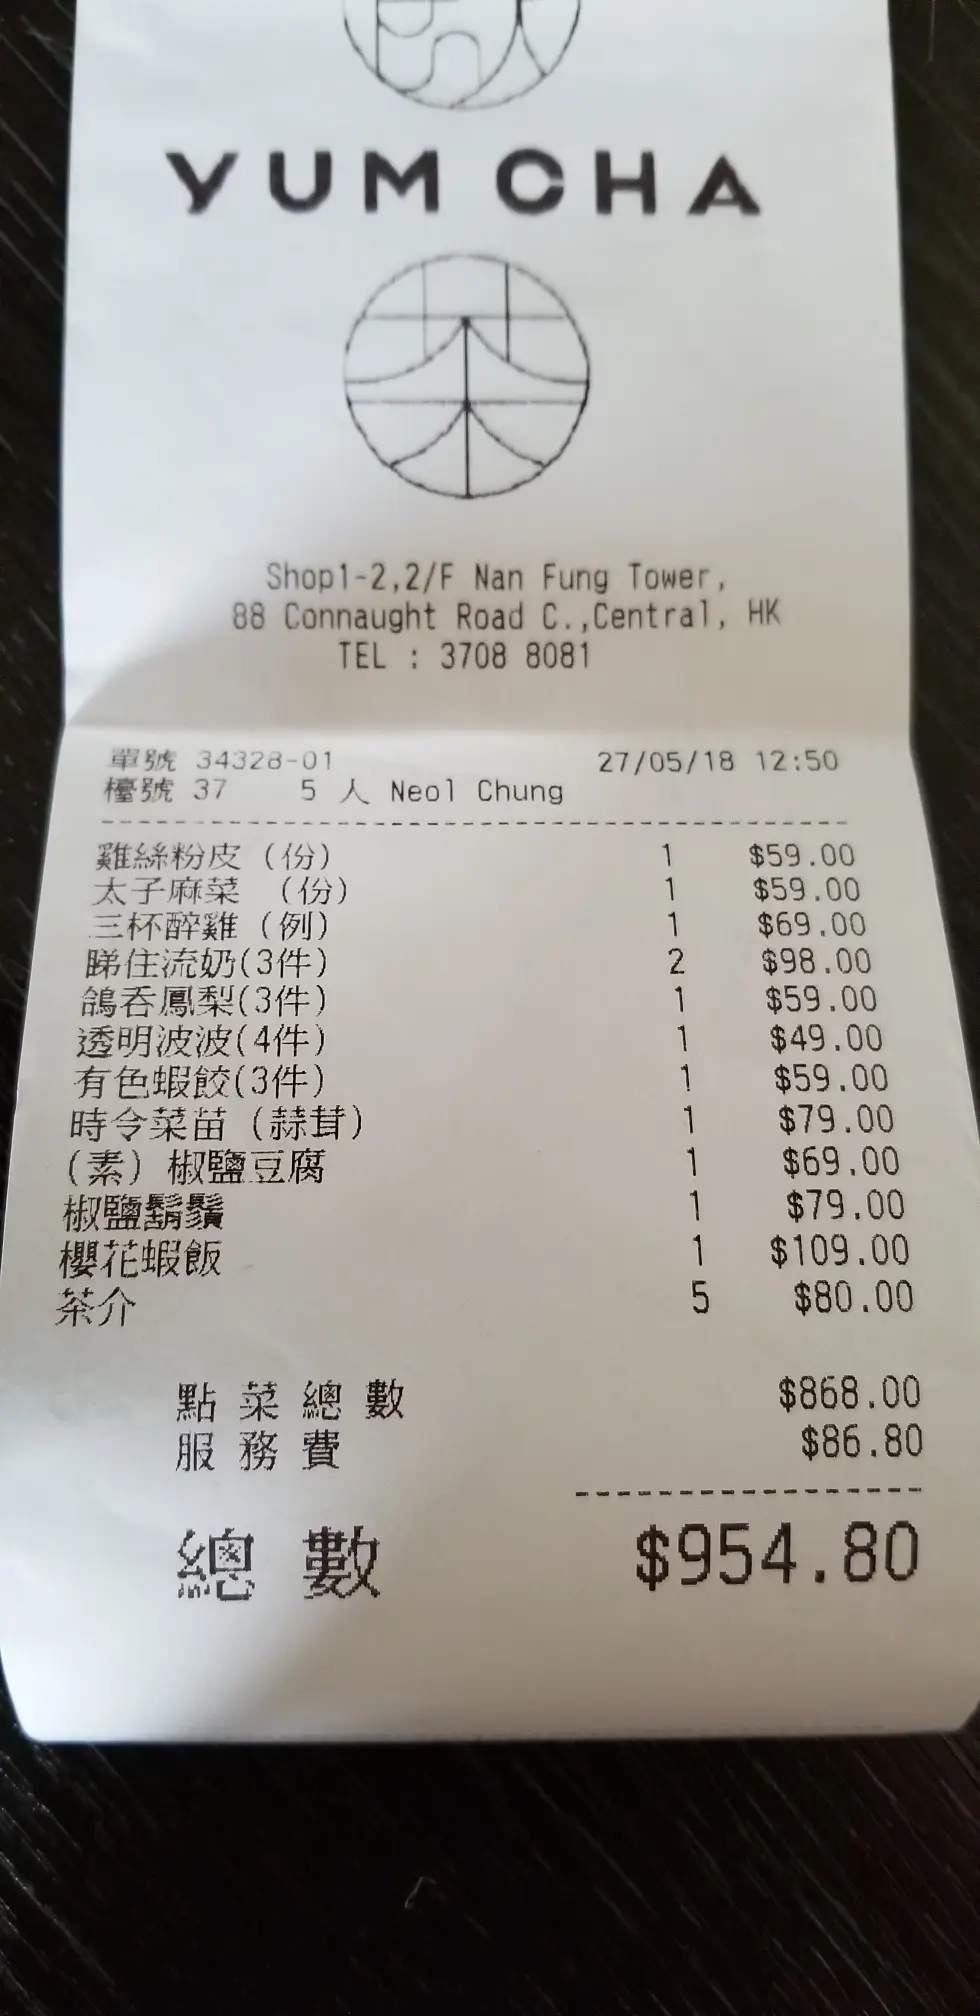 YUM CHA
Shop1-2,2/F Nan Fung Tower,
88 Connaught Road C.,Central, HK
TEL : 3708 8081
單號 34328-01 27/05/18 12:50
檯號 37 5 人 Neol Chung
雞絲粉皮 (份) 1 $59.00
太子麻菜 (份) 1 $59.00
三杯醉雞 (例) 1 $69.00
睇住流奶(3件) 2 $98.00
鴿吞鳳梨(3件) 1 $59.00
透明波波(4件) 1 $49.00
有色蝦餃(3件) 1 $59.00
時令菜苗 (蒜茸) 1 $79.00
(素) 椒鹽豆腐 1 $69.00
椒鹽鬍鬚 1 $79.00
櫻花蝦飯 1 $109.00
茶介 5 $80.00
點菜總數 $868.00
服務費 $86.80
總數 $954.80